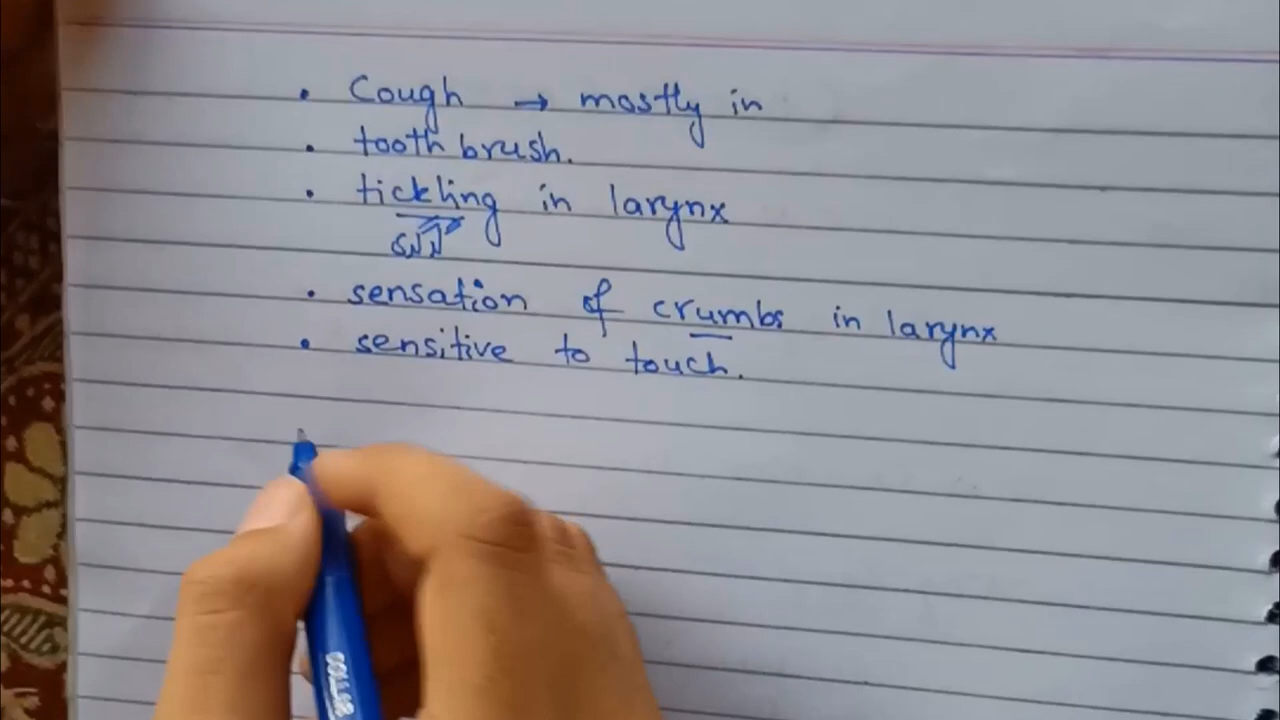 • Cough → mostly in
• tooth brush.
• tickling in larynx
• sensation of crumbs in larynx
• sensitive to touch.